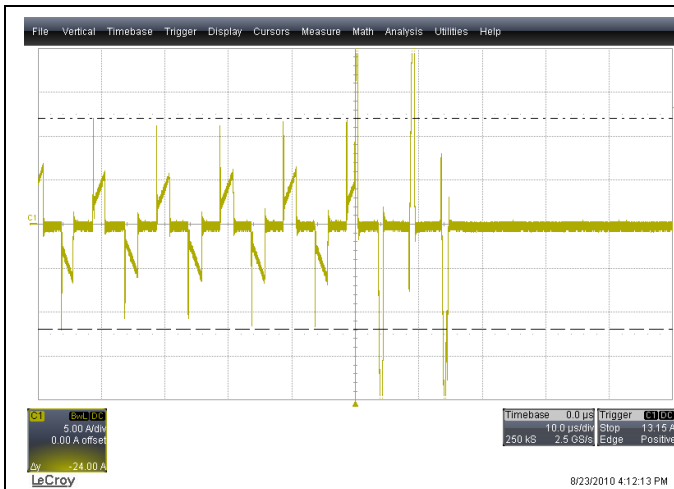 File Vertical Timebase Trigger Display Cursors Measure Math Analysis Utilities Help
C1
C1 BwL DC
5.00 A/div
0.00 A offset
Δy -24.00 A
Timebase 0.0 µs
10.0 µs/div
250 kS 2.5 GS/s
Trigger C1 DC
Stop 13.15 A
Edge Positive
LeCroy
8/23/2010 4:12:13 PM